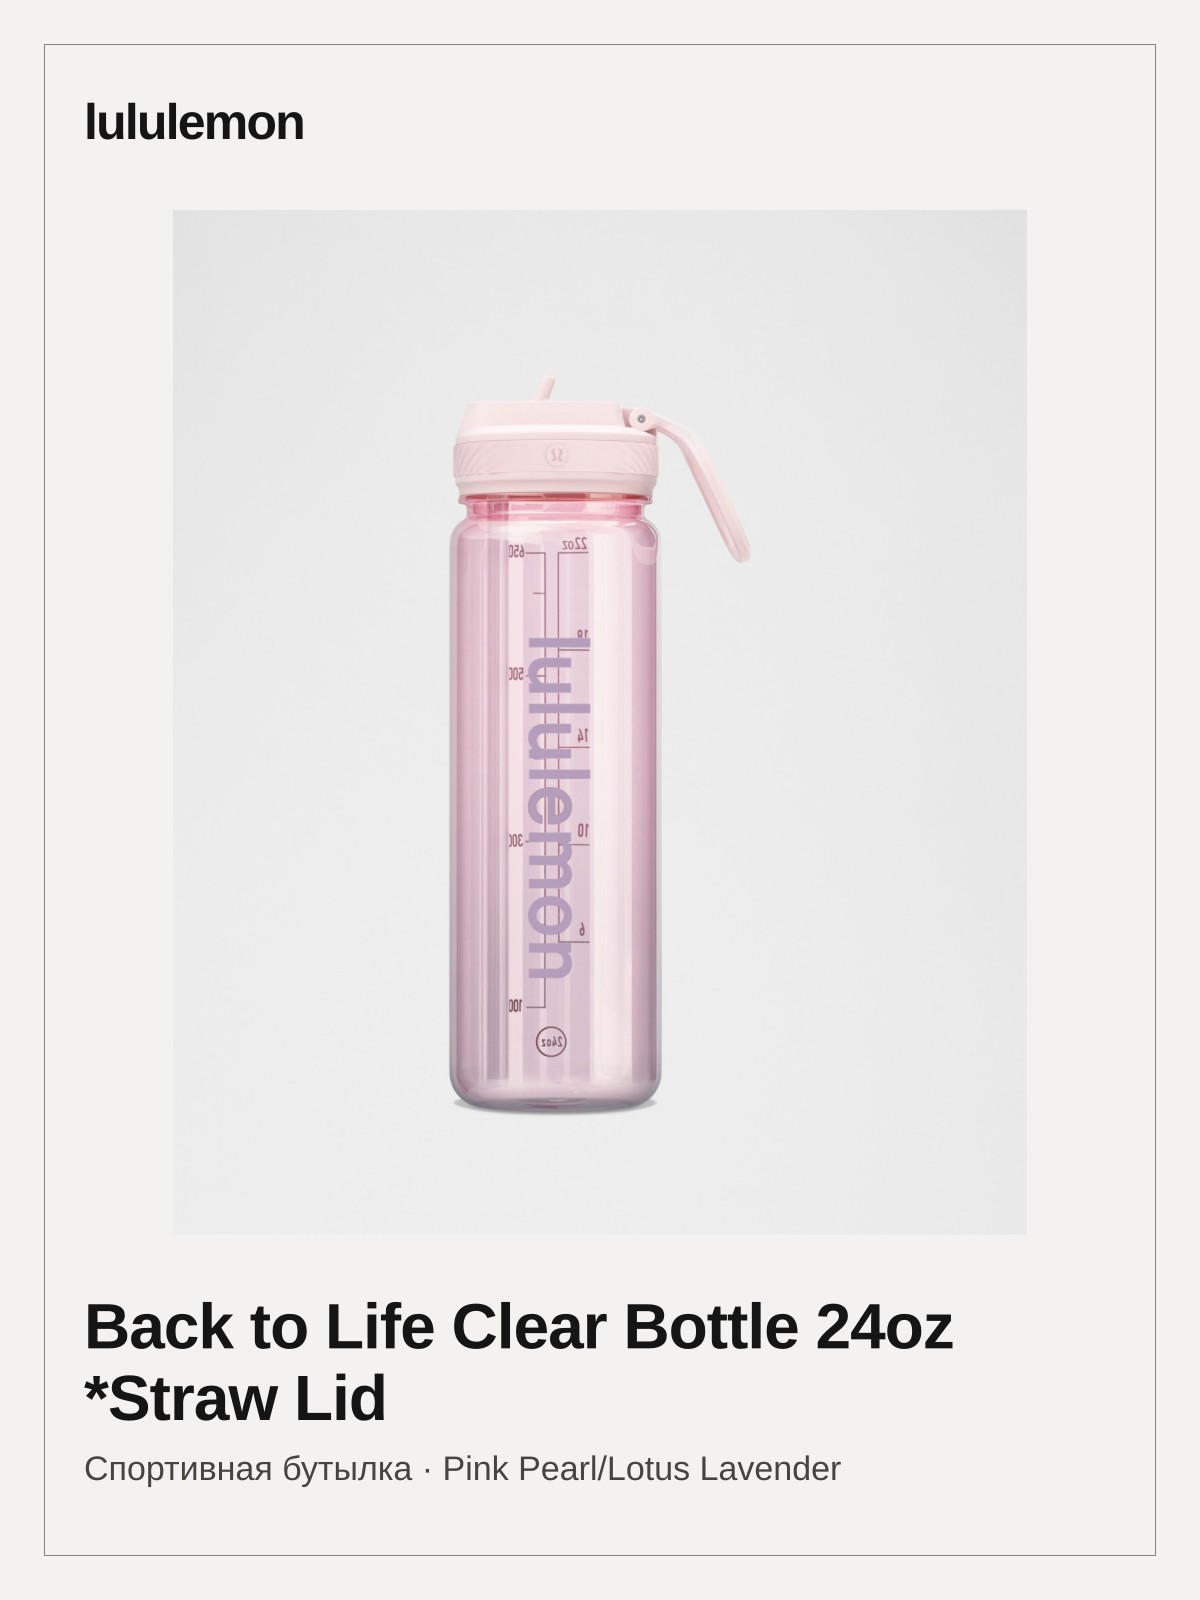 lululemon
650
22oz
18
500
lululemon
14
300
10
6
100
24oz
Back to Life Clear Bottle 24oz
*Straw Lid
Спортивная бутылка · Pink Pearl/Lotus Lavender